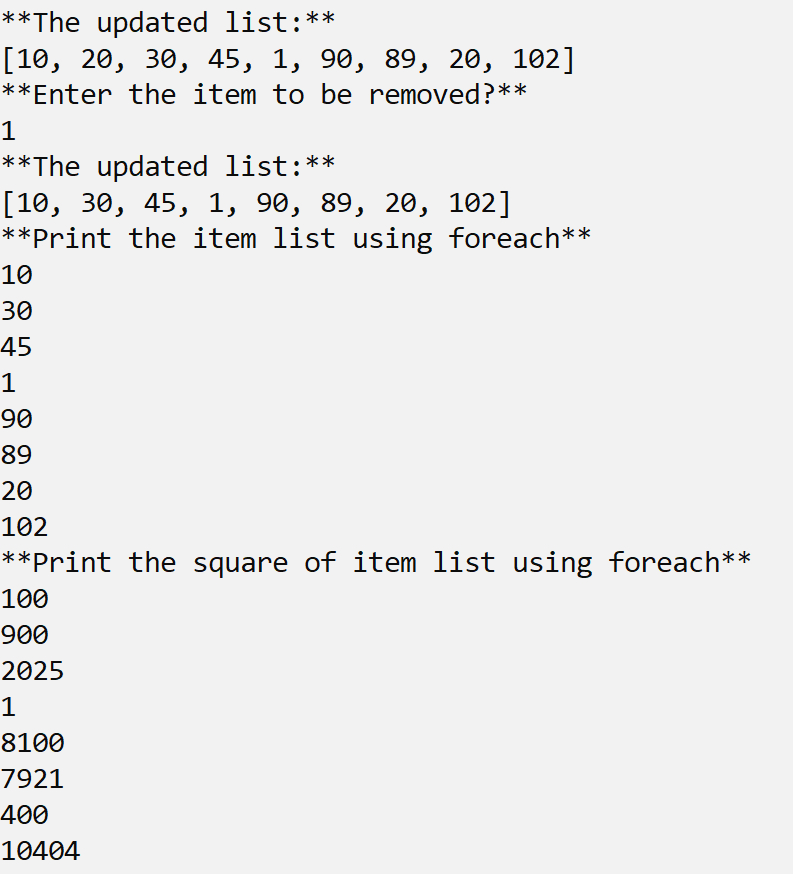 **The updated list:**
[10, 20, 30, 45, 1, 90, 89, 20, 102]
**Enter the item to be removed?**
1
**The updated list:**
[10, 30, 45, 1, 90, 89, 20, 102]
**Print the item list using foreach**
10
30
45
1
90
89
20
102
**Print the square of item list using foreach**
100
900
2025
1
8100
7921
400
10404